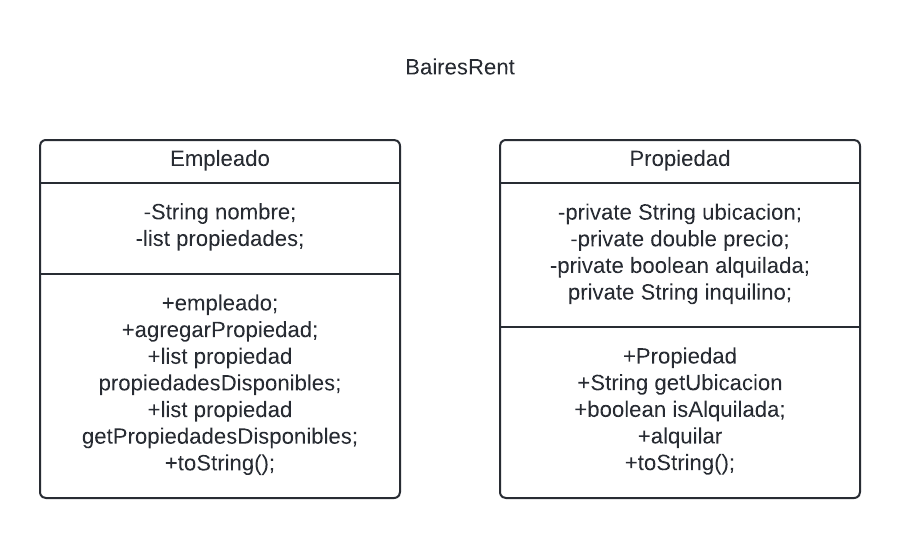 BairesRent
Empleado
-String nombre;
-list propiedades;
+empleado;
+agregarPropiedad;
+list propiedad
propiedadesDisponibles;
+list propiedad
getPropiedadesDisponibles;
+toString();
Propiedad
-private String ubicacion;
-private double precio;
-private boolean alquilada;
private String inquilino;
+Propiedad
+String getUbicacion
+boolean isAlquilada;
+alquilar
+toString();